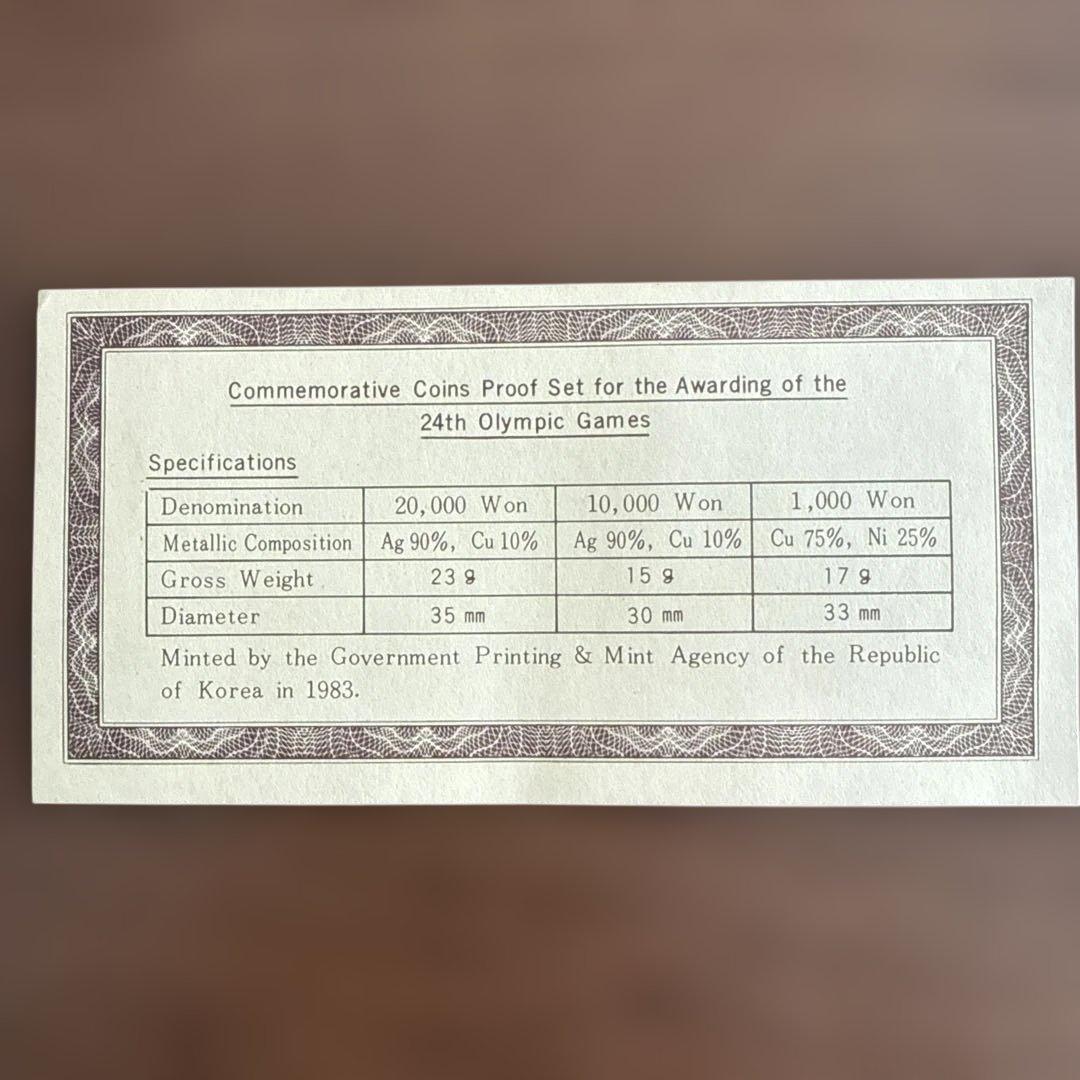 Commemorative Coins Proof Set for the Awarding of the
24th Olympic Games
Specifications
Denomination 20,000 Won 10,000 Won 1,000 Won
Metallic Composition Ag 90%, Cu 10% Ag 90%, Cu 10% Cu 75%, Ni 25%
Gross Weight 23 g 15 g 17 g
Diameter 35 mm 30 mm 33 mm
Minted by the Government Printing & Mint Agency of the Republic
of Korea in 1983.